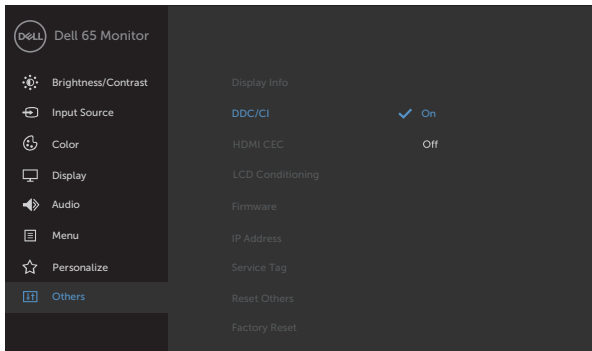 DELL Dell 65 Monitor
Brightness/Contrast Display Info
Input Source DDC/CI On
Color HDMI CEC Off
Display LCD Conditioning
Audio Firmware
Menu IP Address
Personalize Service Tag
Others Reset Others
Factory Reset